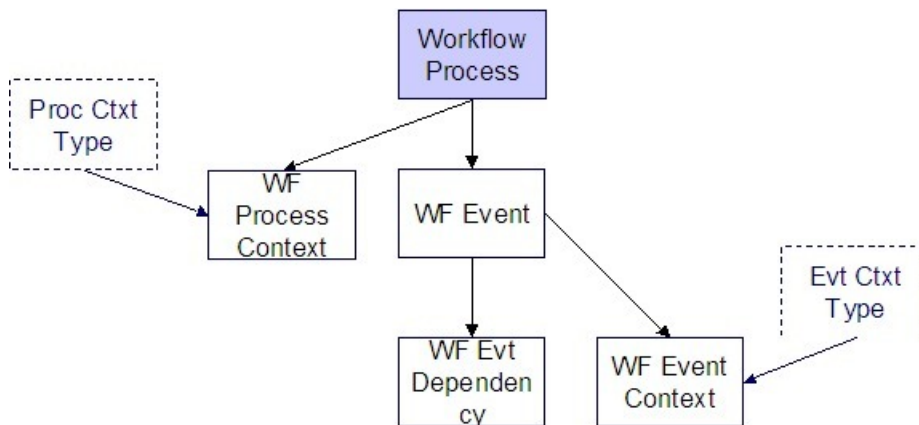 Workflow
Process
Proc Ctxt
Type
WF
Process
Context
WF Event
Evt Ctxt
Type
WF Evt
Dependen
cy
WF Event
Context